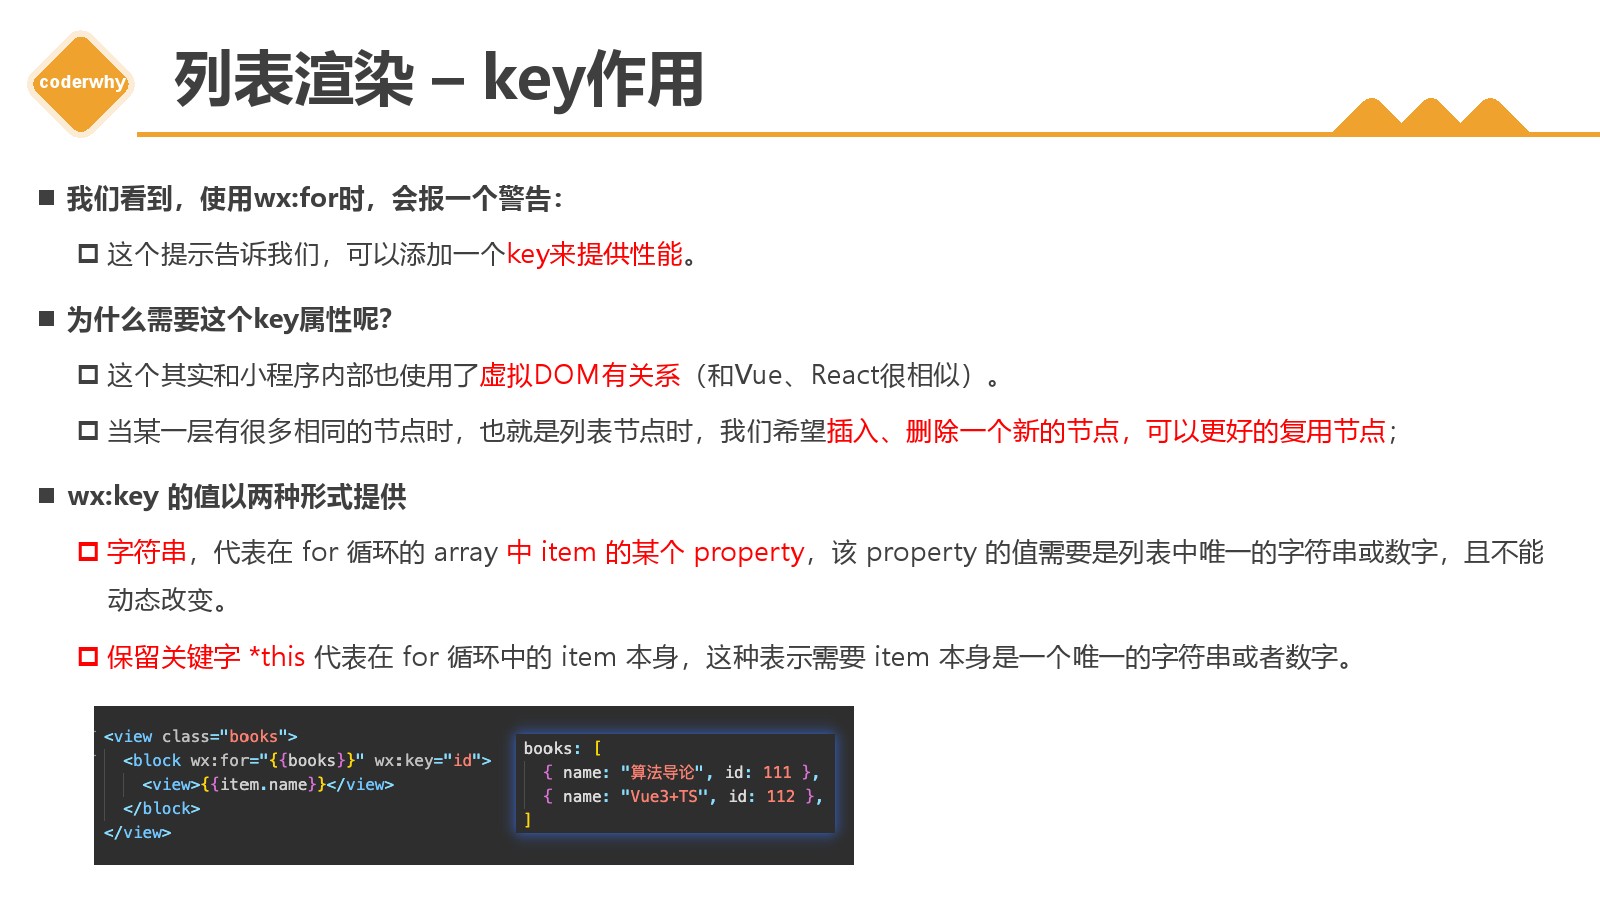 coderwhy
列表渲染 – key作用
我们看到，使用wx:for时，会报一个警告：
这个提示告诉我们，可以添加一个key来提供性能。
为什么需要这个key属性呢？
这个其实和小程序内部也使用了虚拟DOM有关系（和Vue、React很相似）。
当某一层有很多相同的节点时，也就是列表节点时，我们希望插入、删除一个新的节点，可以更好的复用节点；
wx:key 的值以两种形式提供
字符串，代表在 for 循环的 array 中 item 的某个 property，该 property 的值需要是列表中唯一的字符串或数字，且不能
动态改变。
保留关键字 *this 代表在 for 循环中的 item 本身，这种表示需要 item 本身是一个唯一的字符串或者数字。
<view class="books">
<block wx:for="{{books}}" wx:key="id">
<view>{{item.name}}</view>
</block>
</view>
books: [
{ name: "算法导论", id: 111 },
{ name: "Vue3+TS", id: 112 },
]